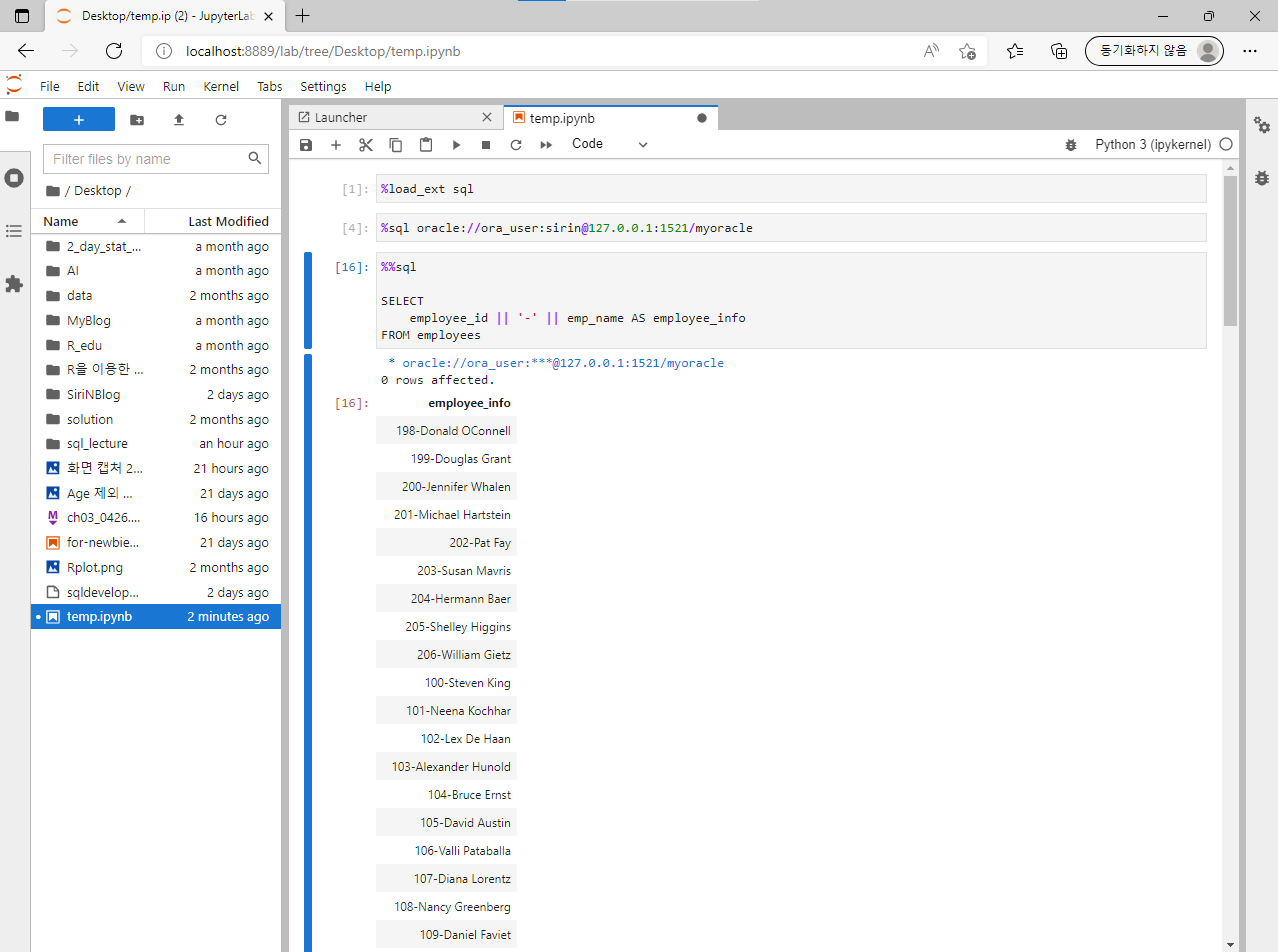 Desktop/temp.ip (2) - JupyterLab
localhost:8889/lab/tree/Desktop/temp.ipynb
동기화하지 않음
File Edit View Run Kernel Tabs Settings Help
Filter files by name
/ Desktop /
Name Last Modified
2_day_stat_... a month ago
AI a month ago
data 2 months ago
MyBlog a month ago
R_edu a month ago
R을 이용한 ... 2 months ago
SiriNBlog 2 days ago
solution 2 months ago
sql_lecture an hour ago
화면 캡처 2... 21 hours ago
Age 제외 ... 21 days ago
ch03_0426.... 16 hours ago
for-newbie... 21 days ago
Rplot.png 2 months ago
sqldevelop... 2 days ago
temp.ipynb 2 minutes ago
Launcher
temp.ipynb
Code
Python 3 (ipykernel)
[1]: %load_ext sql
[4]: %sql oracle://ora_user:sirin@127.0.0.1:1521/myoracle
[16]: %%sql
SELECT
employee_id || '-' || emp_name AS employee_info
FROM employees
* oracle://ora_user:***@127.0.0.1:1521/myoracle
0 rows affected.
[16]: employee_info
198-Donald OConnell
199-Douglas Grant
200-Jennifer Whalen
201-Michael Hartstein
202-Pat Fay
203-Susan Mavris
204-Hermann Baer
205-Shelley Higgins
206-William Gietz
100-Steven King
101-Neena Kochhar
102-Lex De Haan
103-Alexander Hunold
104-Bruce Ernst
105-David Austin
106-Valli Pataballa
107-Diana Lorentz
108-Nancy Greenberg
109-Daniel Faviet